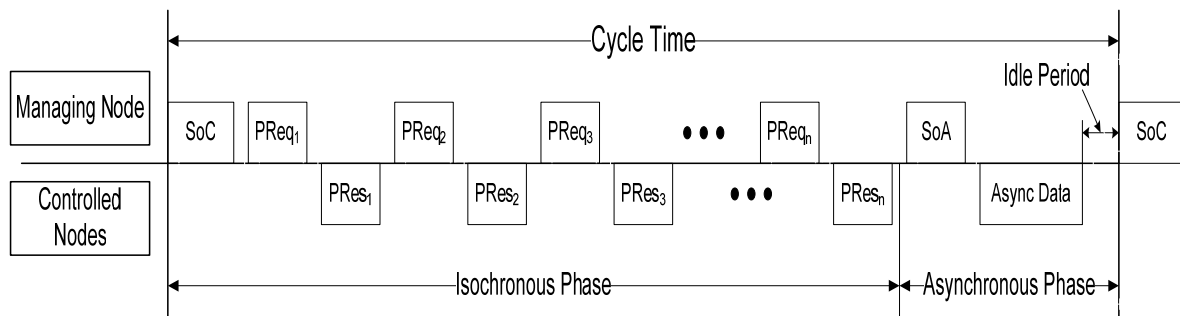 Cycle Time
Idle Period
Managing Node
SoC
PReq₁
PReq₂
PReq₃
•••
PReqₙ
SoA
SoC
Controlled
Nodes
PRes₁
PRes₂
PRes₃
•••
PResₙ
Async Data
Isochronous Phase
Asynchronous Phase